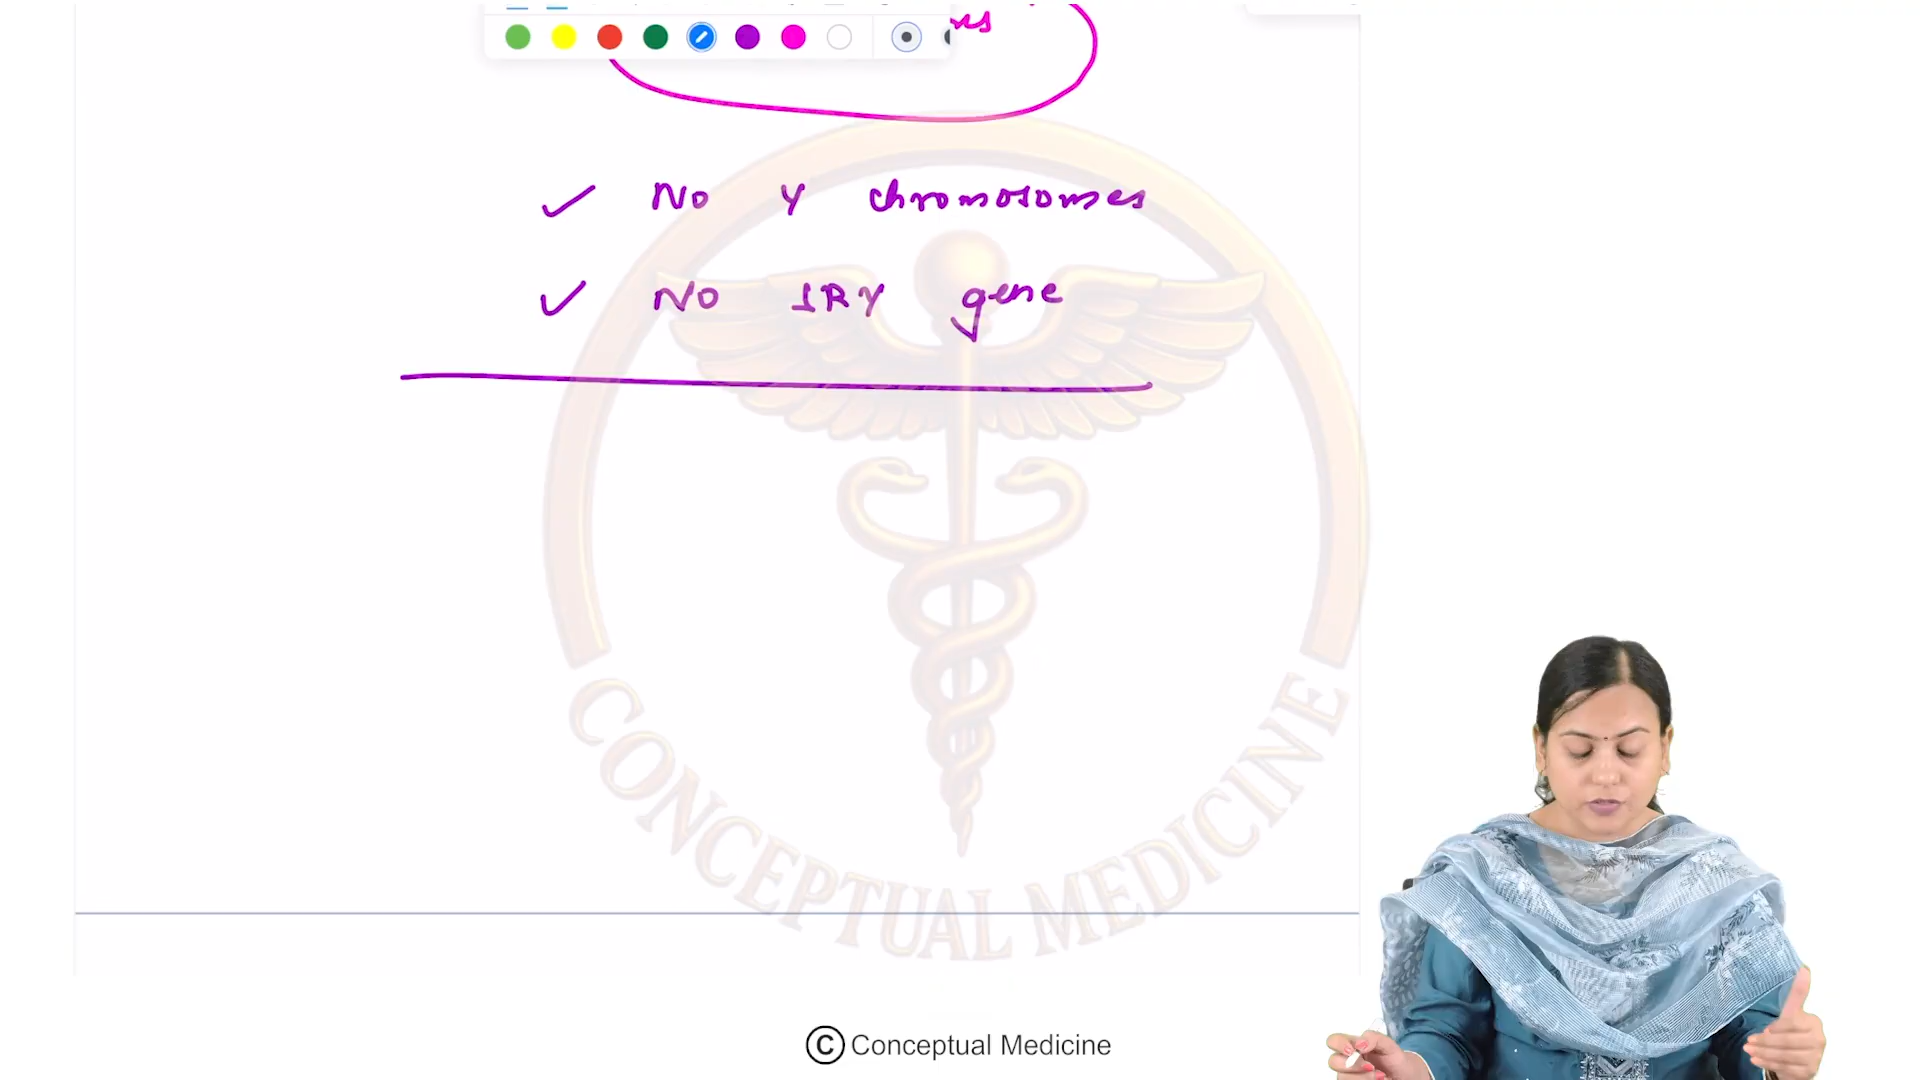 No Y chromosomes
No SRY gene
CONCEPTUAL MEDICINE
© Conceptual Medicine